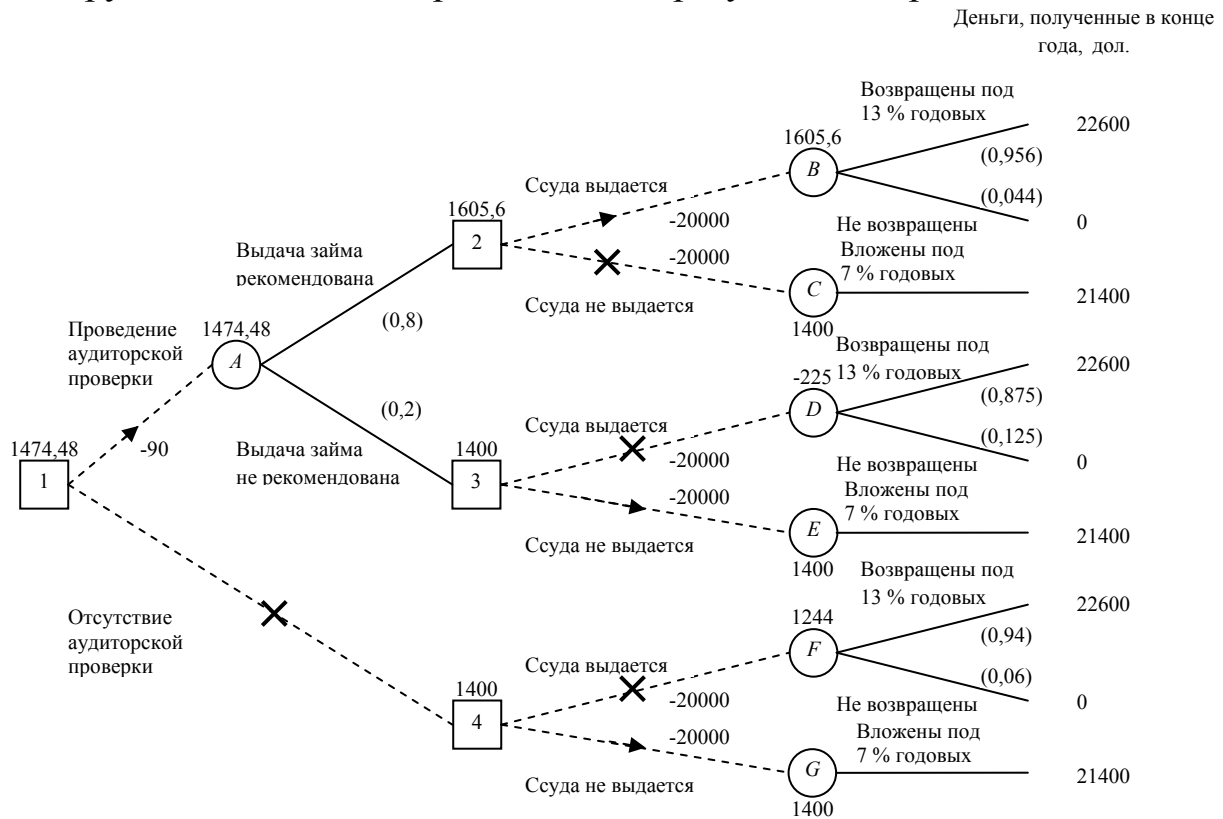 Деньги, полученные в конце
года, дол.
Возвращены под
13 % годовых
22600
1605,6
(0,956)
B
Ссуда выдается
(0,044)
1605,6
-20000
0
2
Не возвращены
Выдача займа
-20000
Вложены под
рекомендована
7 % годовых
C
21400
Ссуда не выдается
(0,8)
1400
Проведение
аудиторской
проверки
1474,48
Возвращены под
13 % годовых
22600
A
-225
(0,875)
(0,2)
D
Ссуда выдается
(0,125)
1474,48
-90
Выдача займа
не рекомендована
1400
-20000
0
1
3
Не возвращены
-20000
Вложены под
7 % годовых
E
21400
Ссуда не выдается
1400
Возвращены под
13 % годовых
22600
Отсутствие
аудиторской
проверки
1244
(0,94)
F
Ссуда выдается
(0,06)
1400
-20000
0
4
Не возвращены
-20000
Вложены под
7 % годовых
G
21400
Ссуда не выдается
1400